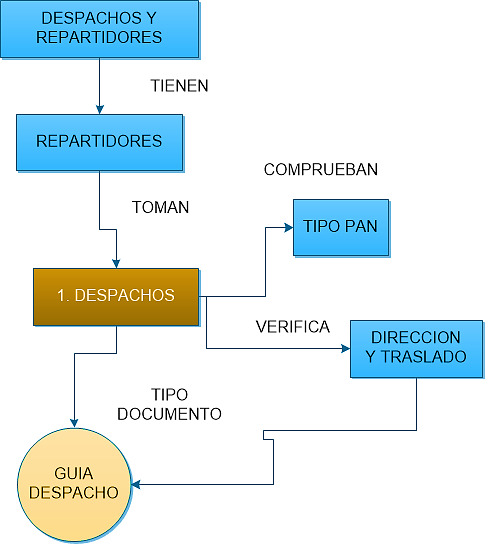 DESPACHOS Y
REPARTIDORES
TIENEN
REPARTIDORES
COMPRUEBAN
TOMAN
TIPO PAN
1. DESPACHOS
VERIFICA
DIRECCION
Y TRASLADO
TIPO
DOCUMENTO
GUIA
DESPACHO